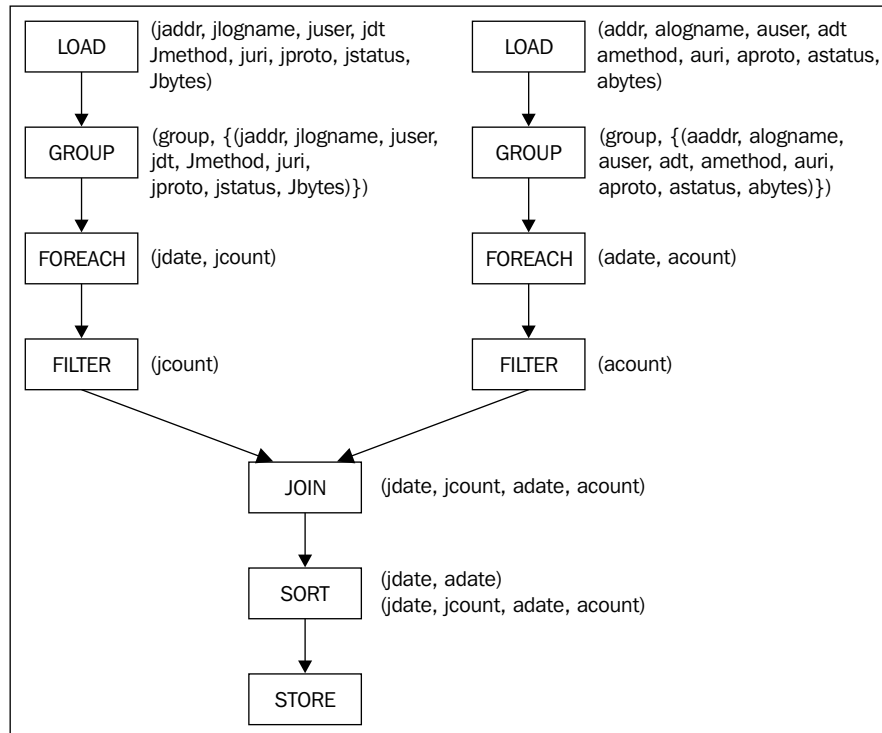 LOAD
(jaddr, jlogname, juser, jdt
Jmethod, juri, jproto, jstatus,
Jbytes)
LOAD
(addr, alogname, auser, adt
amethod, auri, aproto, astatus,
abytes)
GROUP
(group, {(jaddr, jlogname, juser,
jdt, Jmethod, juri,
jproto, jstatus, Jbytes)})
GROUP
(group, {(aaddr, alogname,
auser, adt, amethod, auri,
aproto, astatus, abytes)})
FOREACH
(jdate, jcount)
FOREACH
(adate, acount)
FILTER
(jcount)
FILTER
(acount)
JOIN
(jdate, jcount, adate, acount)
SORT
(jdate, adate)
(jdate, jcount, adate, acount)
STORE